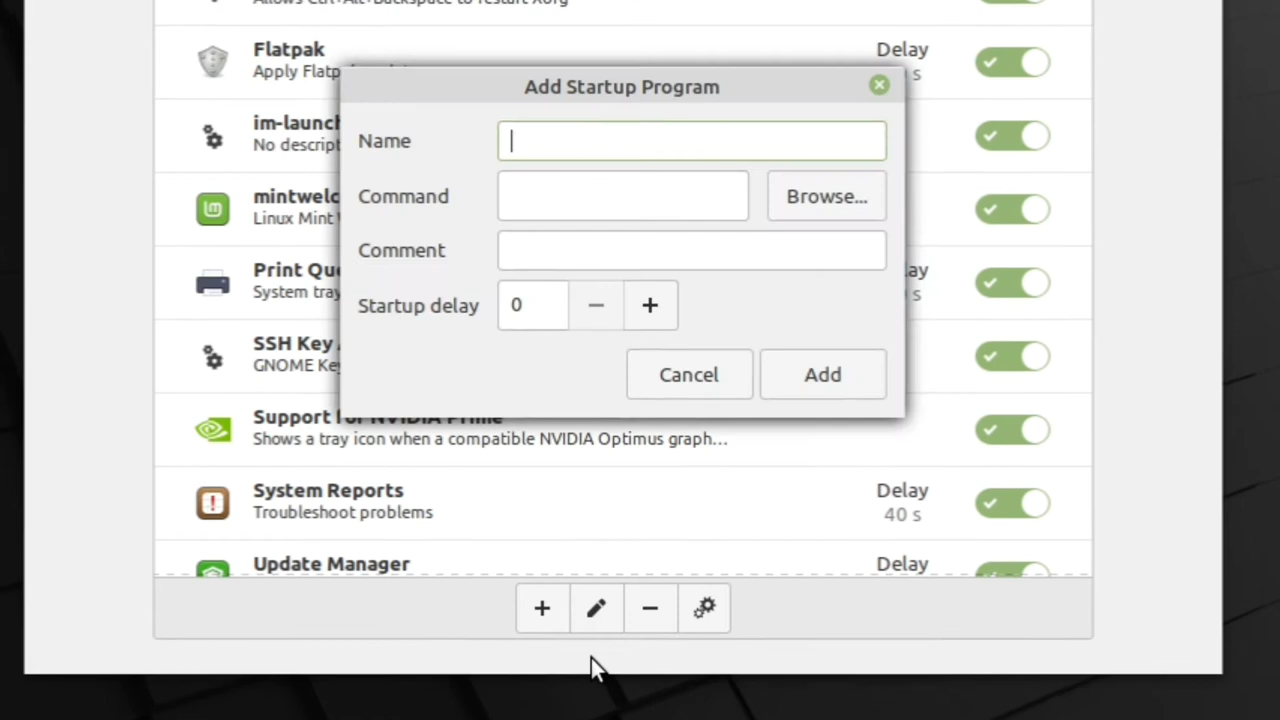 Allows Ctrl+Alt+Backspace to restart Xorg
Flatpak
Delay
Apply Flatp
s
Add Startup Program
Name
im-launch
No descript
Command
Browse...
mintwelc
Linux Mint
Comment
Print Que
System tray
s
Startup delay
0
SSH Key
GNOME Key
Cancel
Add
Support for NVIDIA Prime
Shows a tray icon when a compatible NVIDIA Optimus graph...
System Reports
Delay
Troubleshoot problems
40 s
Update Manager
Delay